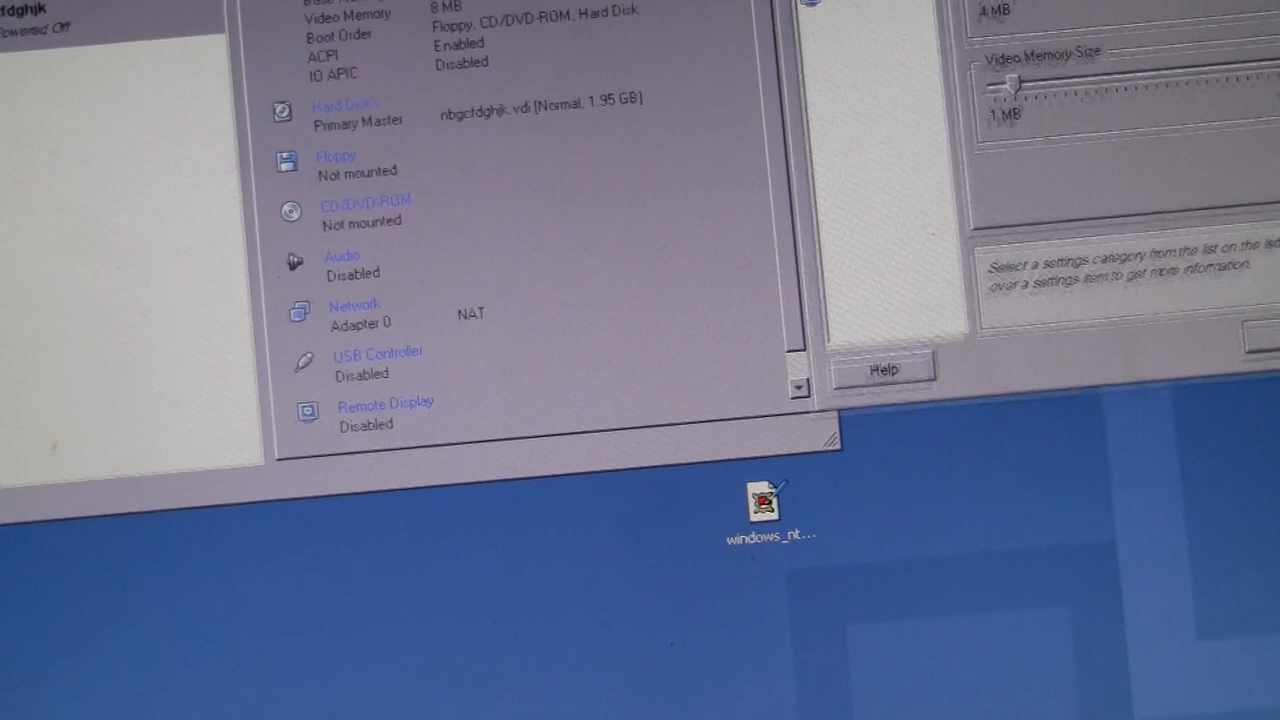 fdghjk
Powered Off
Video Memory 8 MB
Boot Order Floppy, CD/DVD-ROM, Hard Disk
ACPI Enabled
IO APIC Disabled
Hard Disks
Primary Master nbgcfdghjk.vdi [Normal, 1.95 GB]
Floppy
Not mounted
CD/DVD-ROM
Not mounted
Audio
Disabled
Network
Adapter 0 NAT
USB Controller
Disabled
Remote Display
Disabled
4 MB
Video Memory Size
1 MB
Select a settings category from the list on the
over a settings item to get more information.
Help
windows_nt...